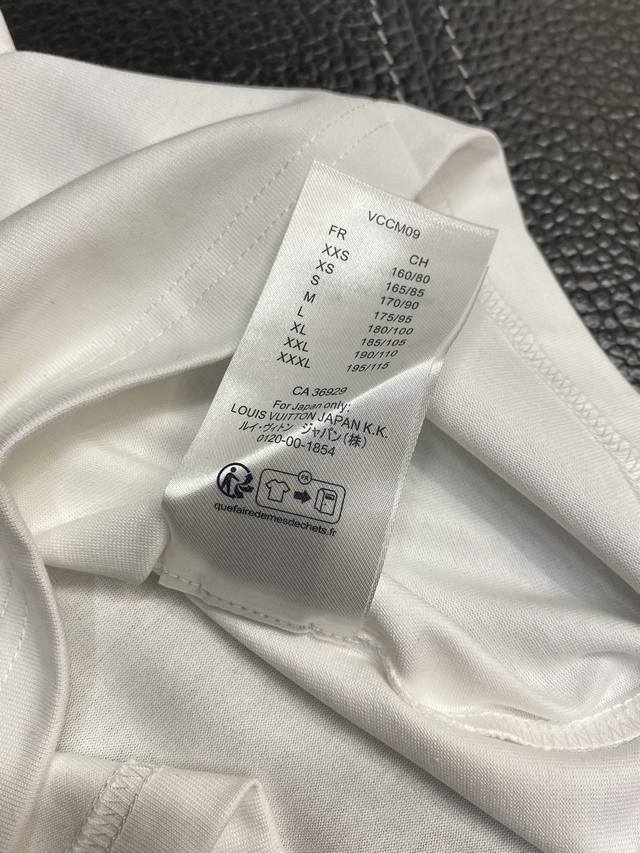 VCCM09
FR CH
XXS 160/80
XS 165/85
S 170/90
M 175/95
L 180/100
XL 185/105
XXL 190/110
XXXL 195/115
CA 36929
For Japan only:
LOUIS VUITTON JAPAN K.K.
ルイ・ヴィトン ジャパン(株)
0120-00-1854
FR
quefairedemesdechets.fr